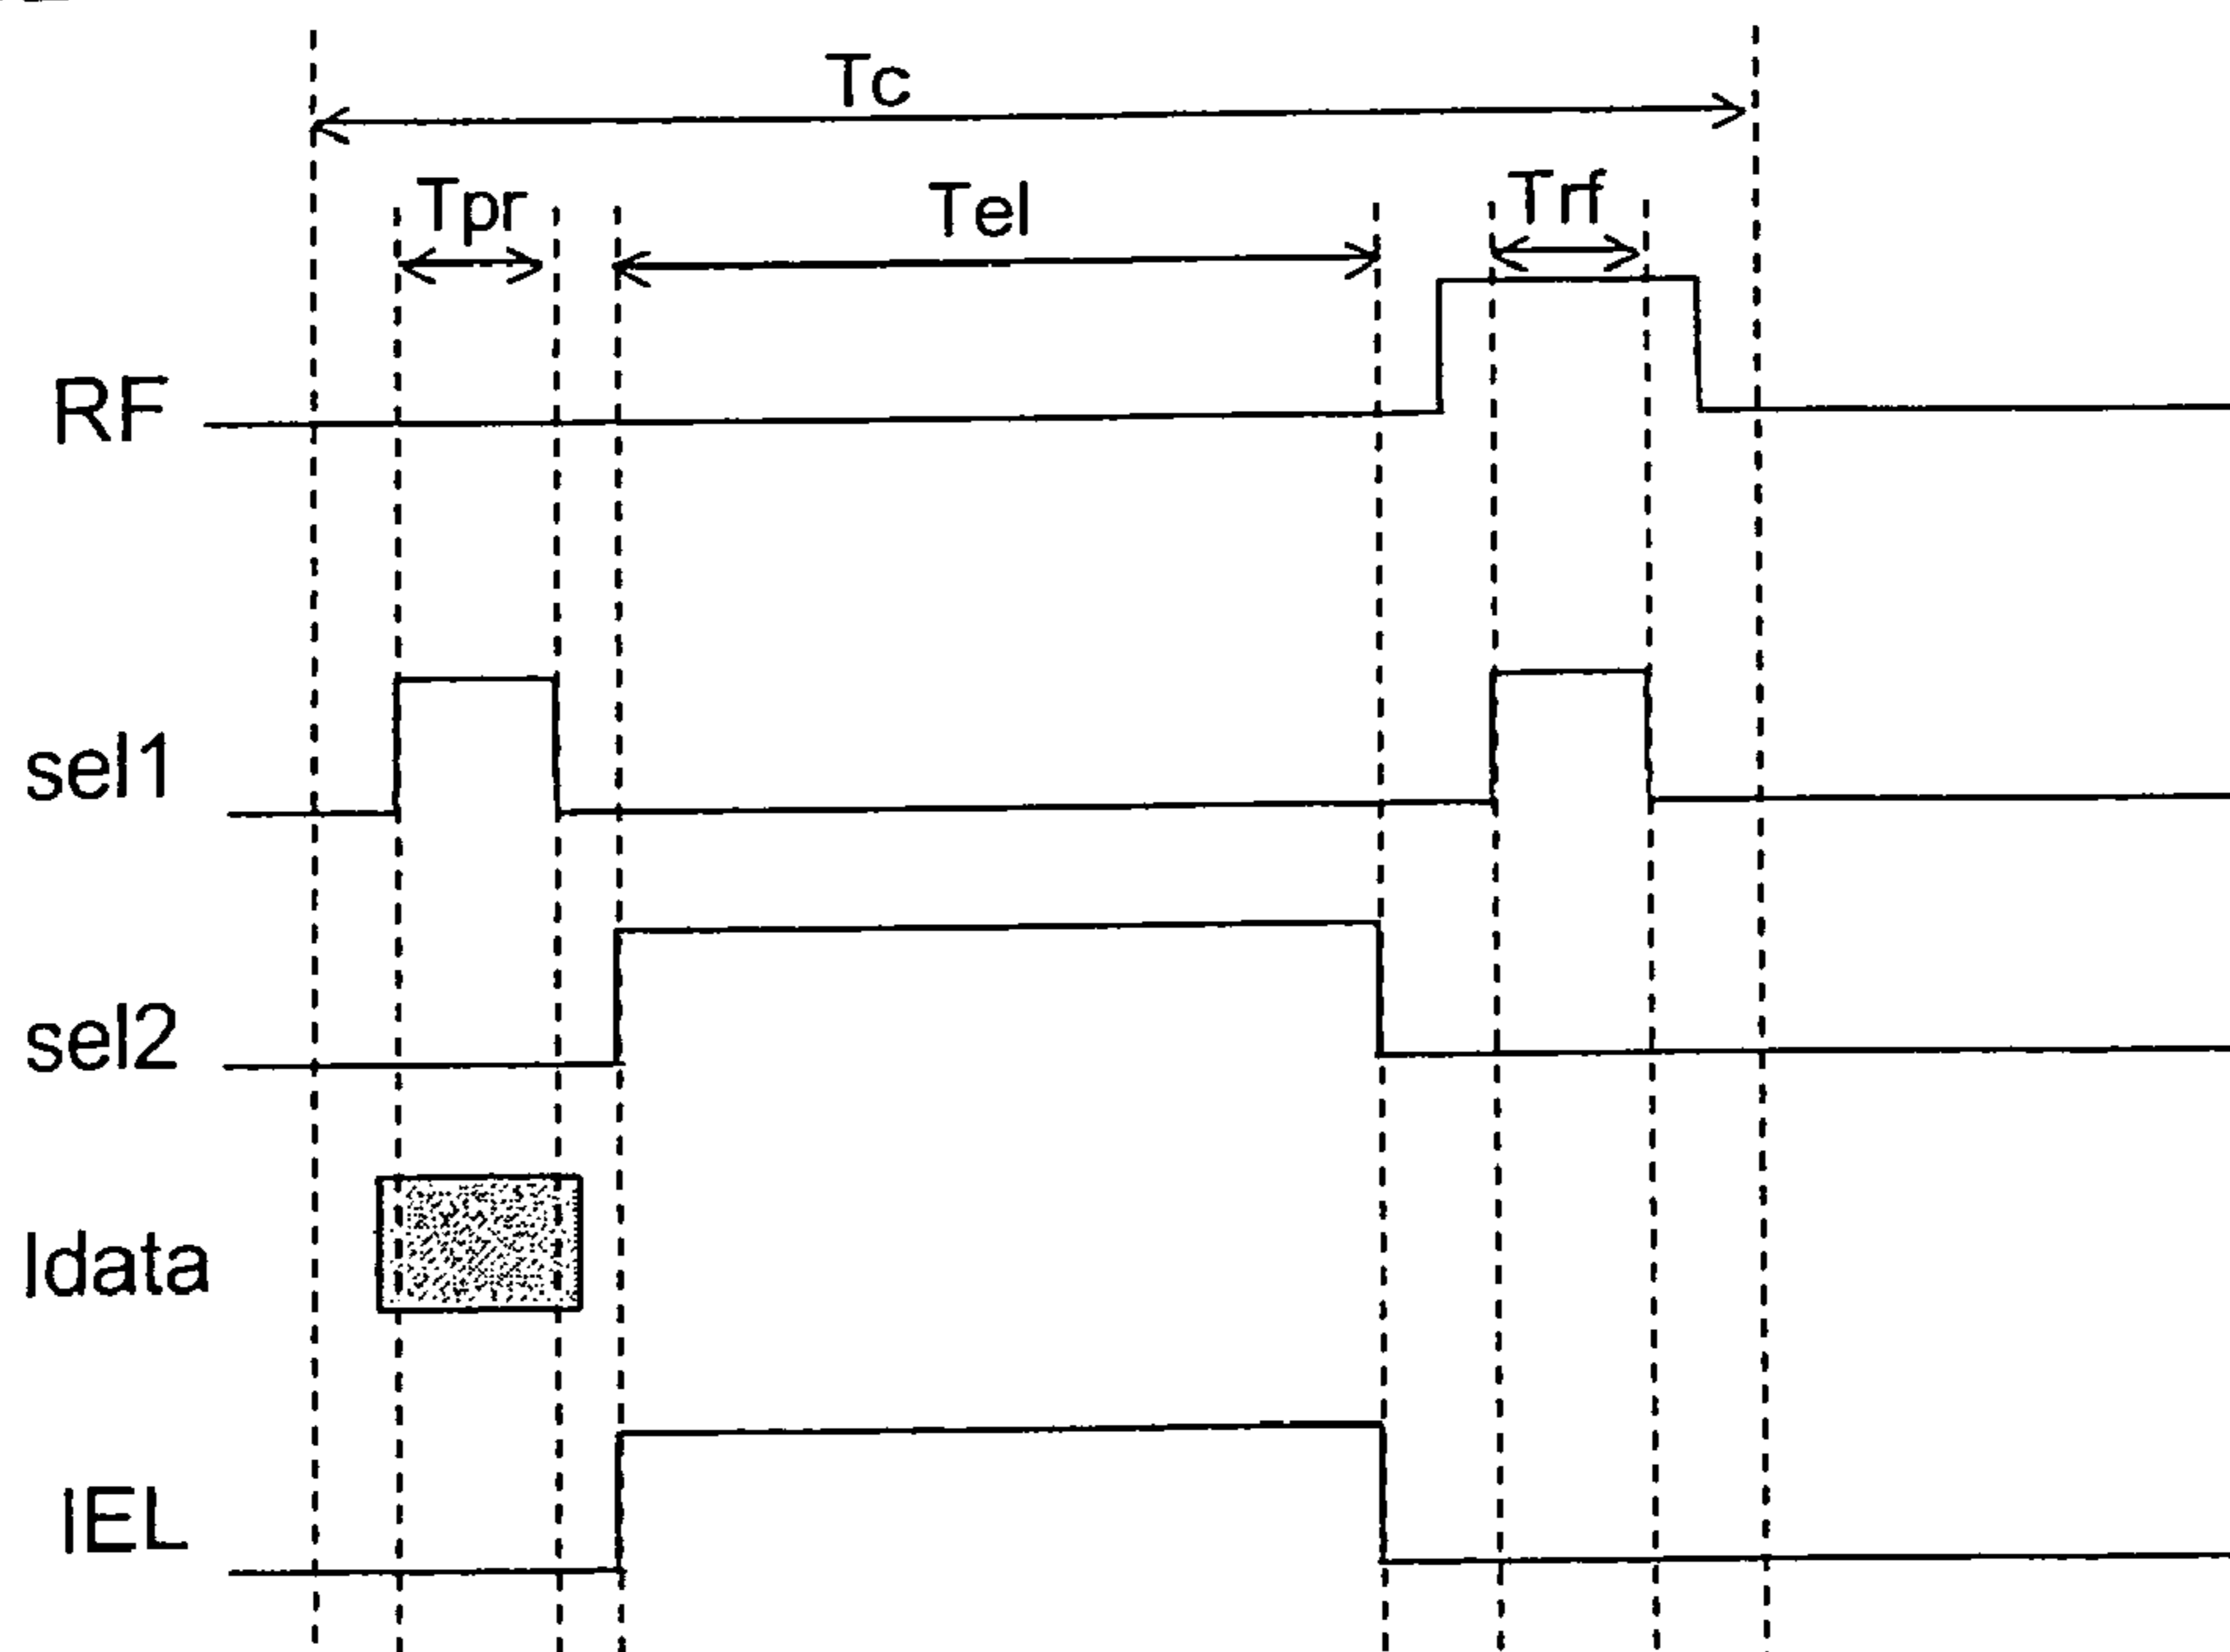 Tc
Tpr
Tel
Trf
RF
sel1
sel2
Idata
IEL